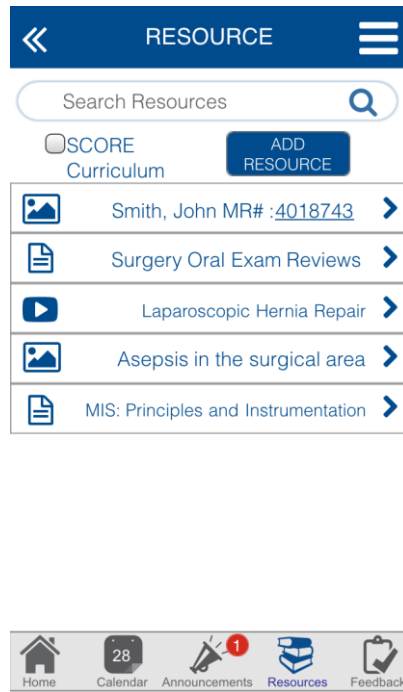 RESOURCE
Search Resources
SCORE
Curriculum
ADD
RESOURCE
Smith, John MR# :4018743
Surgery Oral Exam Reviews
Laparoscopic Hernia Repair
Asepsis in the surgical area
MIS: Principles and Instrumentation
28
1
Home Calendar Announcements Resources Feedback